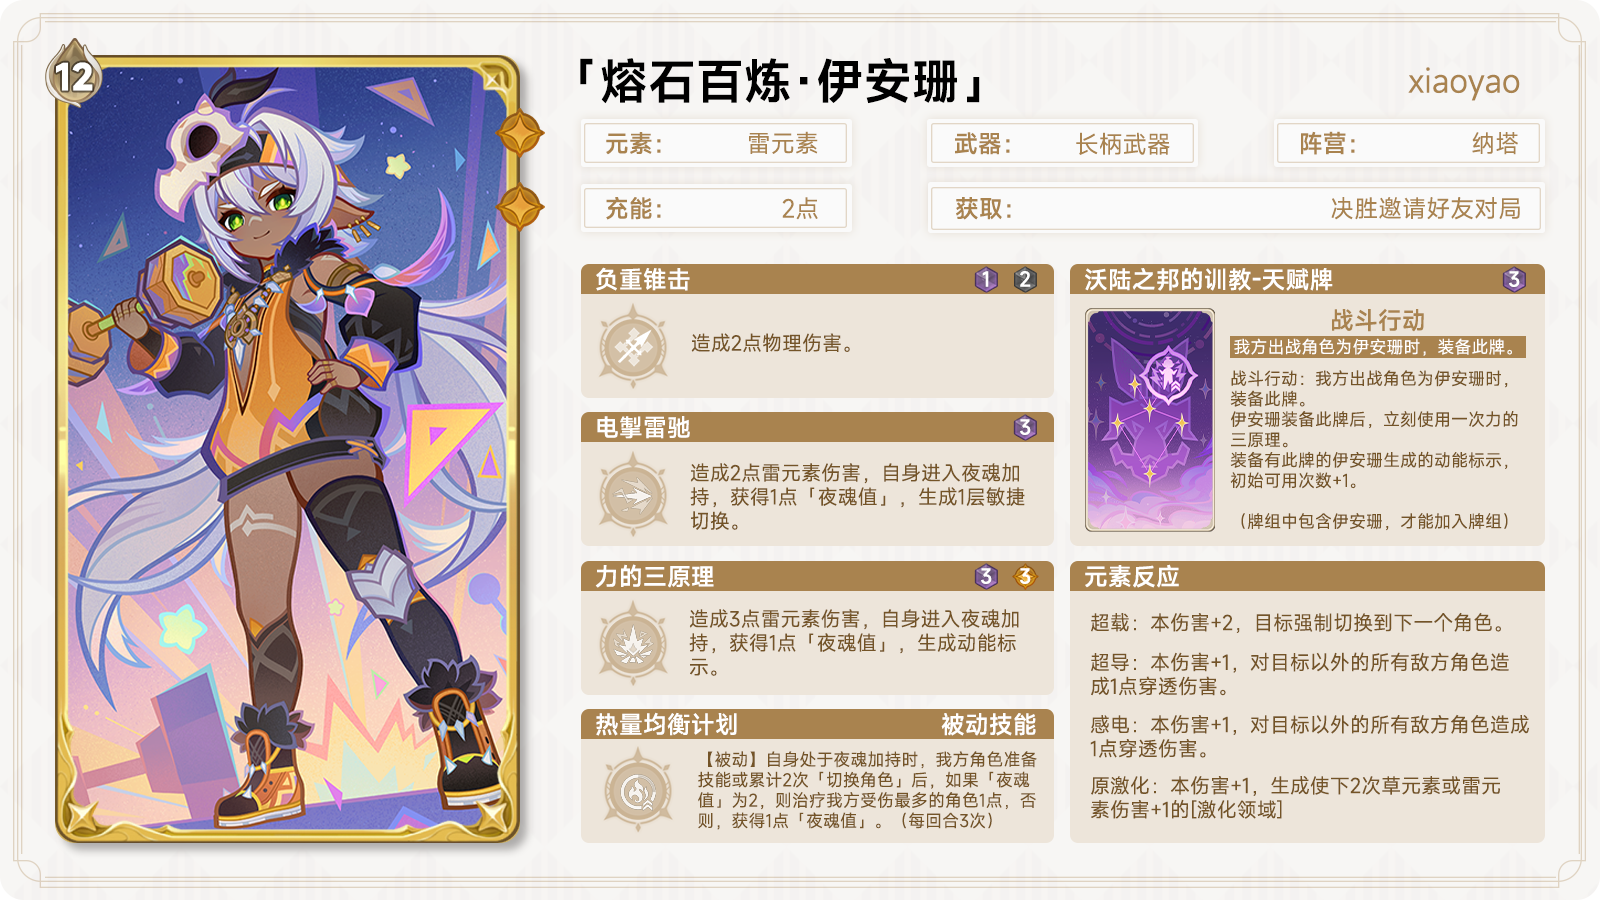 12
「熔石百炼·伊安珊」
xiaoyao
元素： 雷元素
武器： 长柄武器
阵营： 纳塔
充能： 2点
获取： 决胜邀请好友对局
负重锥击 1 2
造成2点物理伤害。
电掣雷驰 3
造成2点雷元素伤害，自身进入夜魂加
持，获得1点「夜魂值」，生成1层敏捷
切换。
力的三原理 3 3
造成3点雷元素伤害，自身进入夜魂加
持，获得1点「夜魂值」，生成动能标
示。
热量均衡计划 被动技能
【被动】自身处于夜魂加持时，我方角色准备
技能或累计2次「切换角色」后，如果「夜魂
值」为2，则治疗我方受伤最多的角色1点，否
则，获得1点「夜魂值」。（每回合3次）
沃陆之邦的训教-天赋牌 3
战斗行动
我方出战角色为伊安珊时，装备此牌。
战斗行动：我方出战角色为伊安珊时，
装备此牌。
伊安珊装备此牌后，立刻使用一次力的
三原理。
装备有此牌的伊安珊生成的动能标示，
初始可用次数+1。
（牌组中包含伊安珊，才能加入牌组）
元素反应
超载：本伤害+2，目标强制切换到下一个角色。
超导：本伤害+1，对目标以外的所有敌方角色造
成1点穿透伤害。
感电：本伤害+1，对目标以外的所有敌方角色造成
1点穿透伤害。
原激化：本伤害+1，生成使下2次草元素或雷元
素伤害+1的[激化领域]